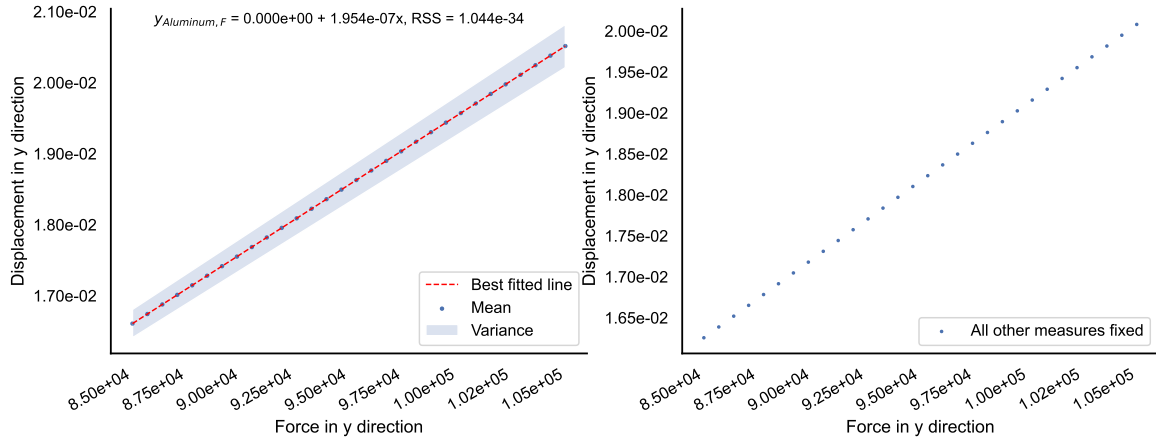 y_Aluminum, F = 0.000e+00 + 1.954e-07x, RSS = 1.044e-34
2.10e-02
2.00e-02
1.90e-02
1.80e-02
1.70e-02
Displacement in y direction
Best fitted line
Mean
Variance
8.50e+04
8.75e+04
9.00e+04
9.25e+04
9.50e+04
9.75e+04
1.00e+05
1.02e+05
1.05e+05
Force in y direction
2.00e-02
1.95e-02
1.90e-02
1.85e-02
1.80e-02
1.75e-02
1.70e-02
1.65e-02
Displacement in y direction
All other measures fixed
8.50e+04
8.75e+04
9.00e+04
9.25e+04
9.50e+04
9.75e+04
1.00e+05
1.02e+05
1.05e+05
Force in y direction